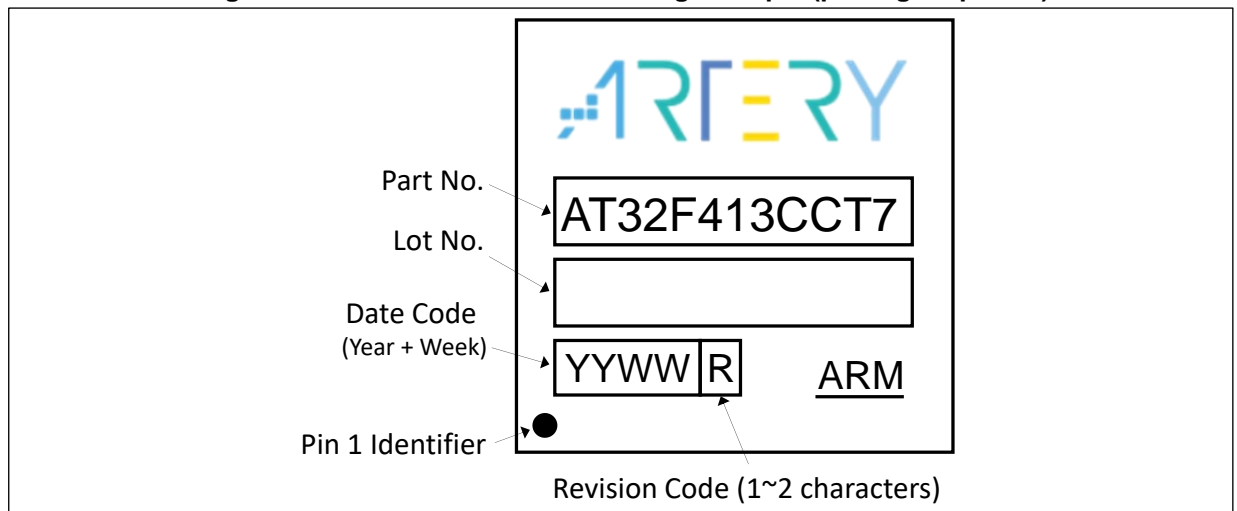 ARTERY
Part No.
AT32F413CCT7
Lot No.
Date Code
(Year + Week)
YYWW R
ARM
Pin 1 Identifier
Revision Code (1~2 characters)